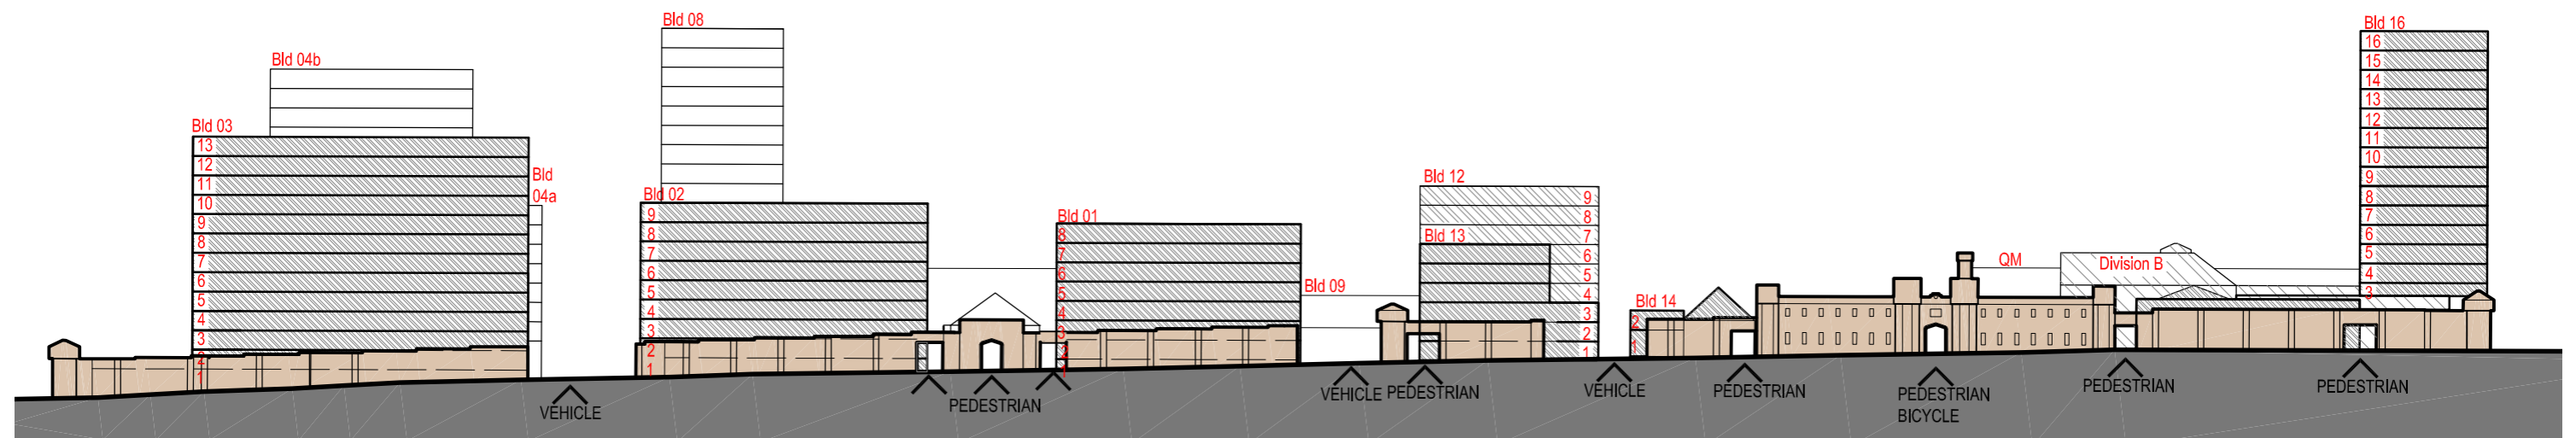 Bld 04b
Bld 03
13
12
11
10
9
8
7
6
5
4
3
2
1
Bld
04a
Bld 08
Bld 02
9
8
7
6
5
4
3
2
1
Bld 01
8
7
6
5
4
3
2
1
Bld 09
Bld 12
9
8
7
6
5
4
3
2
1
Bld 13
Bld 14
2
1
QM
Division B
Bld 16
16
15
14
13
12
11
10
9
8
7
6
5
4
3
VEHICLE
PEDESTRIAN
VEHICLE
PEDESTRIAN
VEHICLE
PEDESTRIAN
PEDESTRIAN
BICYCLE
PEDESTRIAN
PEDESTRIAN